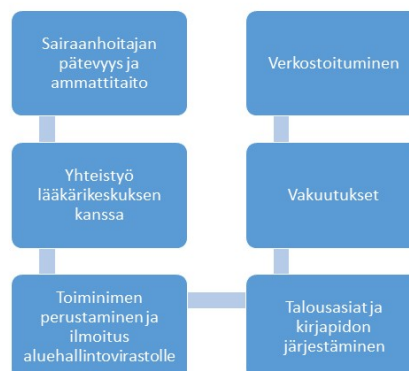 Sairaanhoitajan
pätevyys ja
ammattitaito
Yhteistyö
lääkärikeskuksen
kanssa
Toiminimen
perustaminen ja
ilmoitus
aluehallintovirastolle
Talousasiat ja
kirjapidon
järjestäminen
Vakuutukset
Verkostoituminen